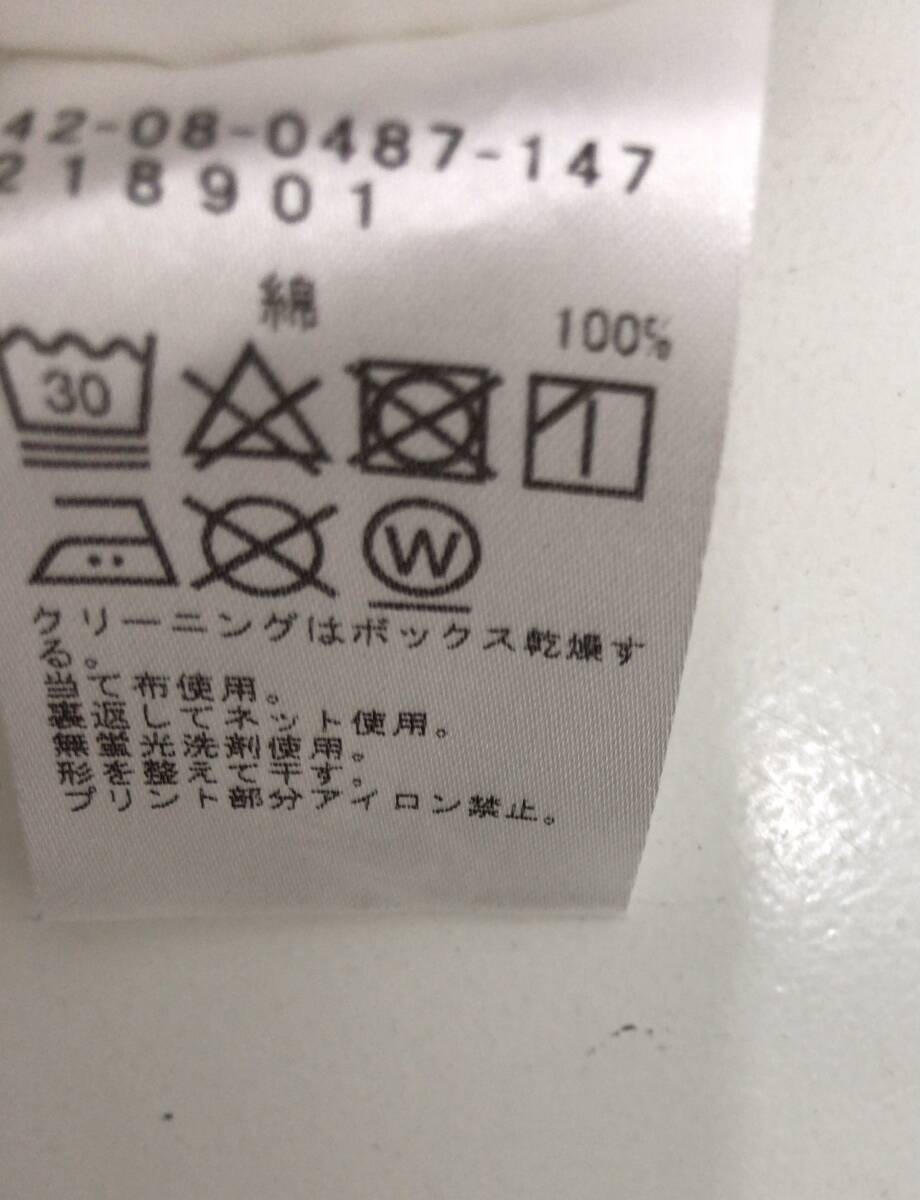 42-08-0487-147
218901
綿 100%
30
W
クリーニングはボックス乾燥す
る。
当て布使用。
裏返してネット使用。
無蛍光洗剤使用。
形を整えて干す。
プリント部分アイロン禁止。